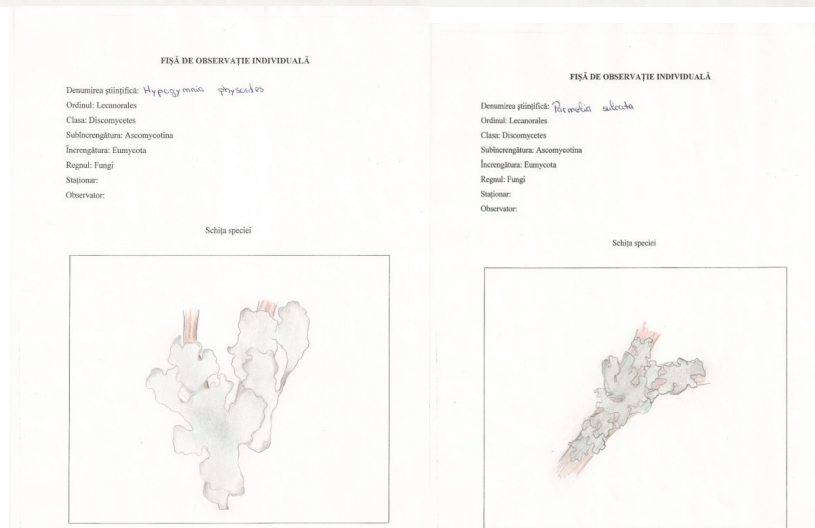 FIȘĂ DE OBSERVAȚIE INDIVIDUALĂ
Denumirea științifică: Hypogymnia physodes
Ordinul: Lecanorales
Clasa: Discomycetes
Subîncrengătura: Ascomycotina
Încrengătura: Eumycota
Regnul: Fungi
Staționar:
Observator:
Schița speciei
FIȘĂ DE OBSERVAȚIE INDIVIDUALĂ
Denumirea științifică: Parmelia sulcata
Ordinul: Lecanorales
Clasa: Discomycetes
Subîncrengătura: Ascomycotina
Încrengătura: Eumycota
Regnul: Fungi
Staționar:
Observator:
Schița speciei